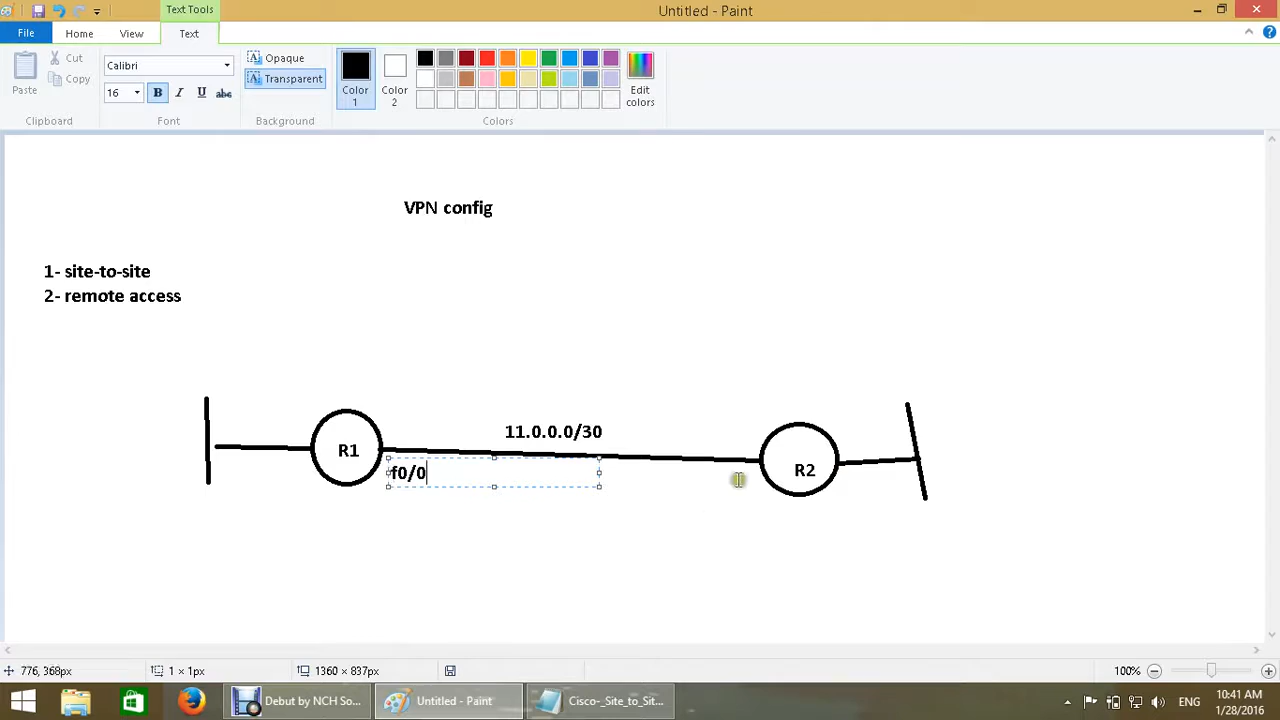 Text Tools
Untitled - Paint
File
Home
View
Text
Paste
Cut
Copy
Clipboard
Calibri
16
B
I
U
abc
Font
A
Opaque
A
Transparent
Background
Color
1
Color
2
Edit
colors
Colors
VPN config
1- site-to-site
2- remote access
11.0.0.0/30
R1
f0/0
R2
776, 368px
1 × 1px
1360 × 837px
100%
Debut by NCH So...
Untitled - Paint
Cisco-_Site_to_Sit...
ENG
10:41 AM
1/28/2016